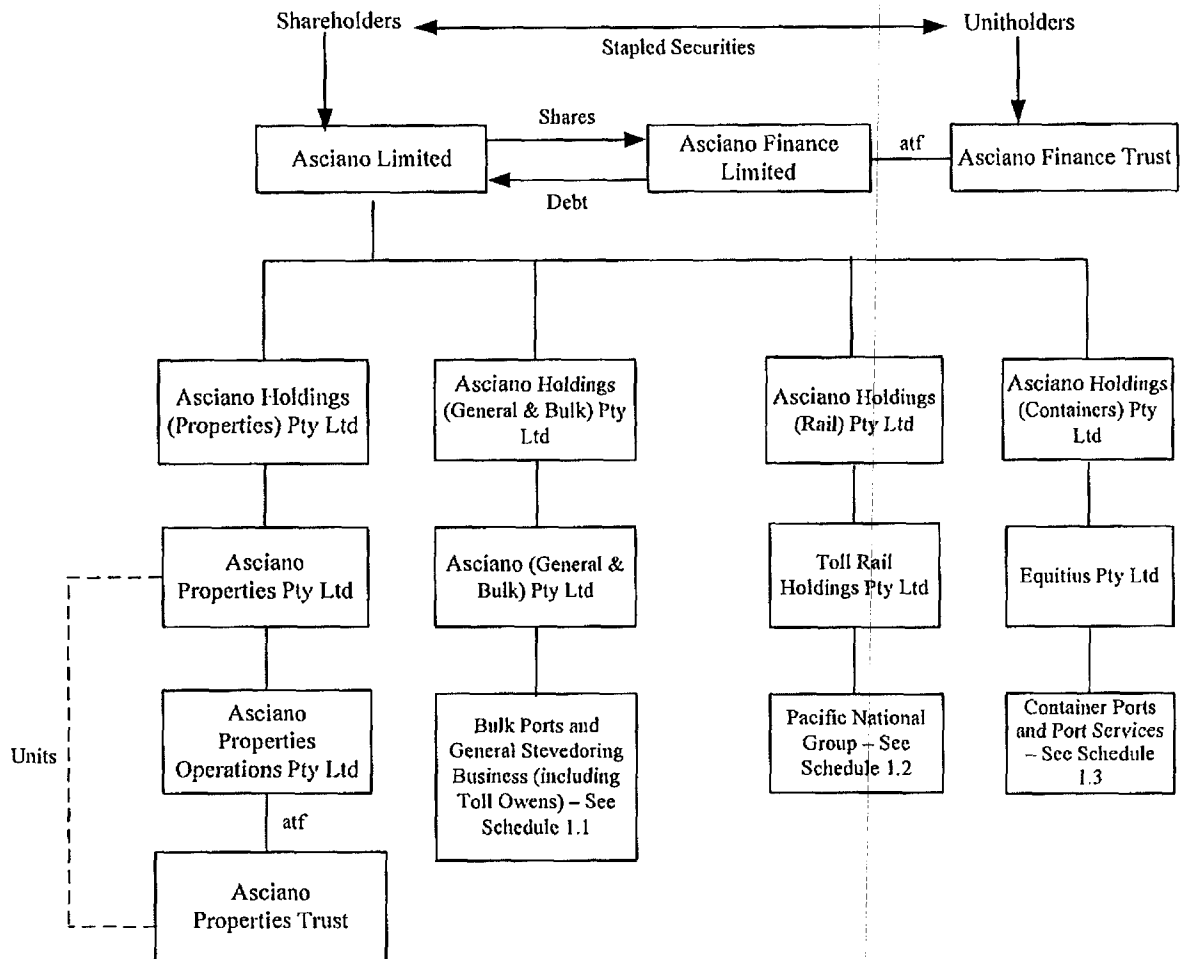 Shareholders
Unitholders
Stapled Securities
Shares
Asciano Limited
Asciano Finance
Limited
atf
Asciano Finance Trust
Debt
Asciano Holdings
(Properties) Pty Ltd
Asciano Holdings
(General & Bulk) Pty
Ltd
Asciano Holdings
(Rail) Pty Ltd
Asciano Holdings
(Containers) Pty
Ltd
Asciano
Properties Pty Ltd
Asciano (General &
Bulk) Pty Ltd
Toll Rail
Holdings Pty Ltd
Equitius Pty Ltd
Units
Asciano
Properties
Operations Pty Ltd
Bulk Ports and
General Stevedoring
Business (including
Toll Owens) – See
Schedule 1.1
Pacific National
Group – See
Schedule 1.2
Container Ports
and Port Services
– See Schedule
1.3
atf
Asciano
Properties Trust